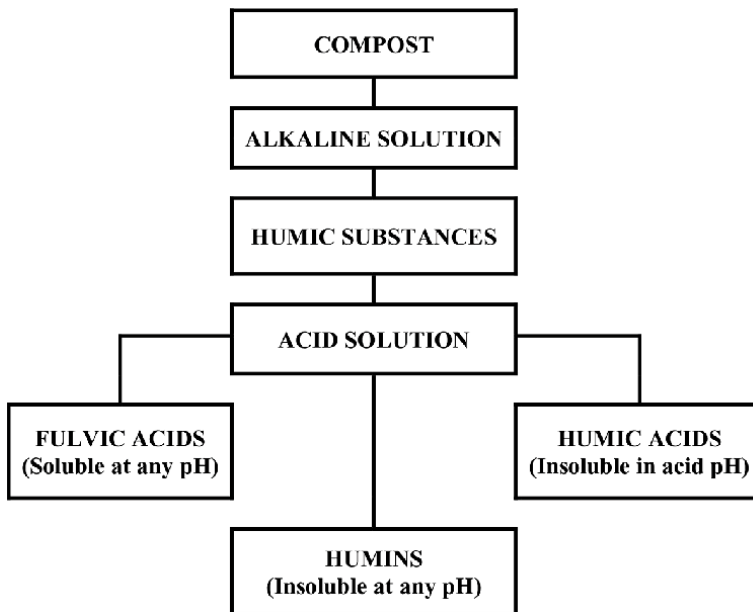 COMPOST
ALKALINE SOLUTION
HUMIC SUBSTANCES
ACID SOLUTION
FULVIC ACIDS
(Soluble at any pH)
HUMIC ACIDS
(Insoluble in acid pH)
HUMINS
(Insoluble at any pH)